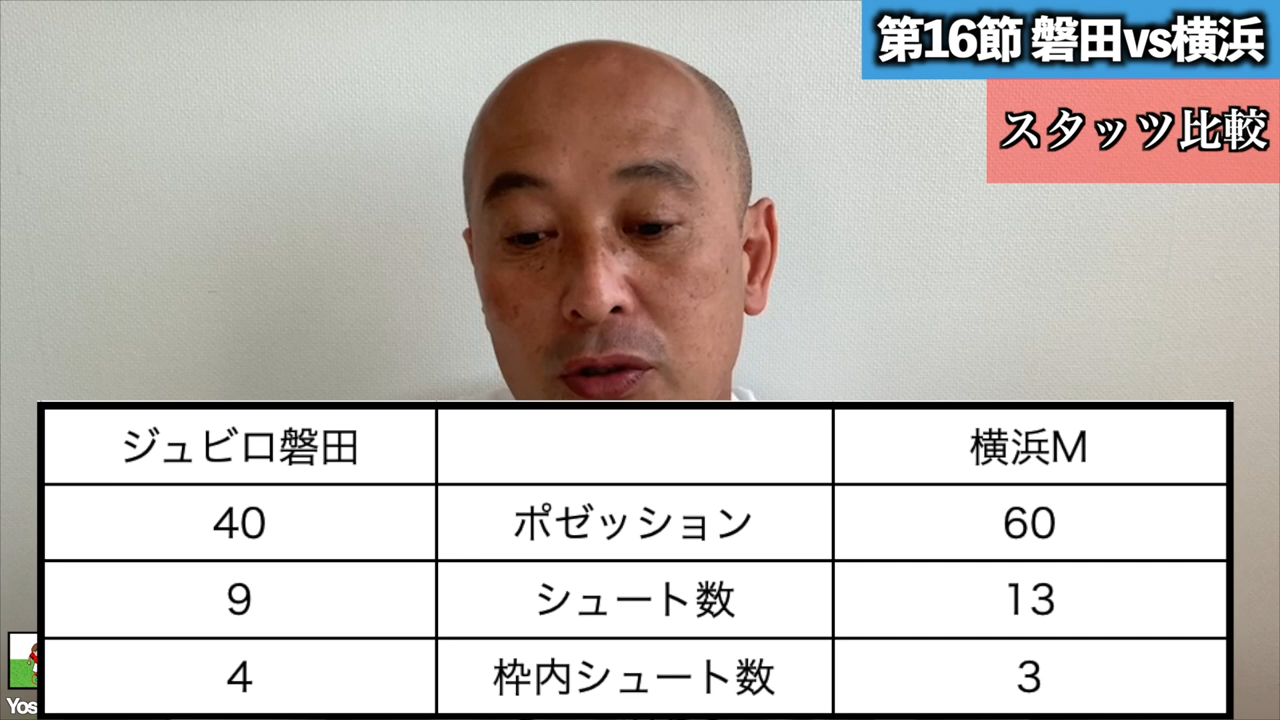 第16節 磐田vs横浜
スタッツ比較
ジュビロ磐田 横浜M
40 ポゼッション 60
9 シュート数 13
4 枠内シュート数 3
Yos